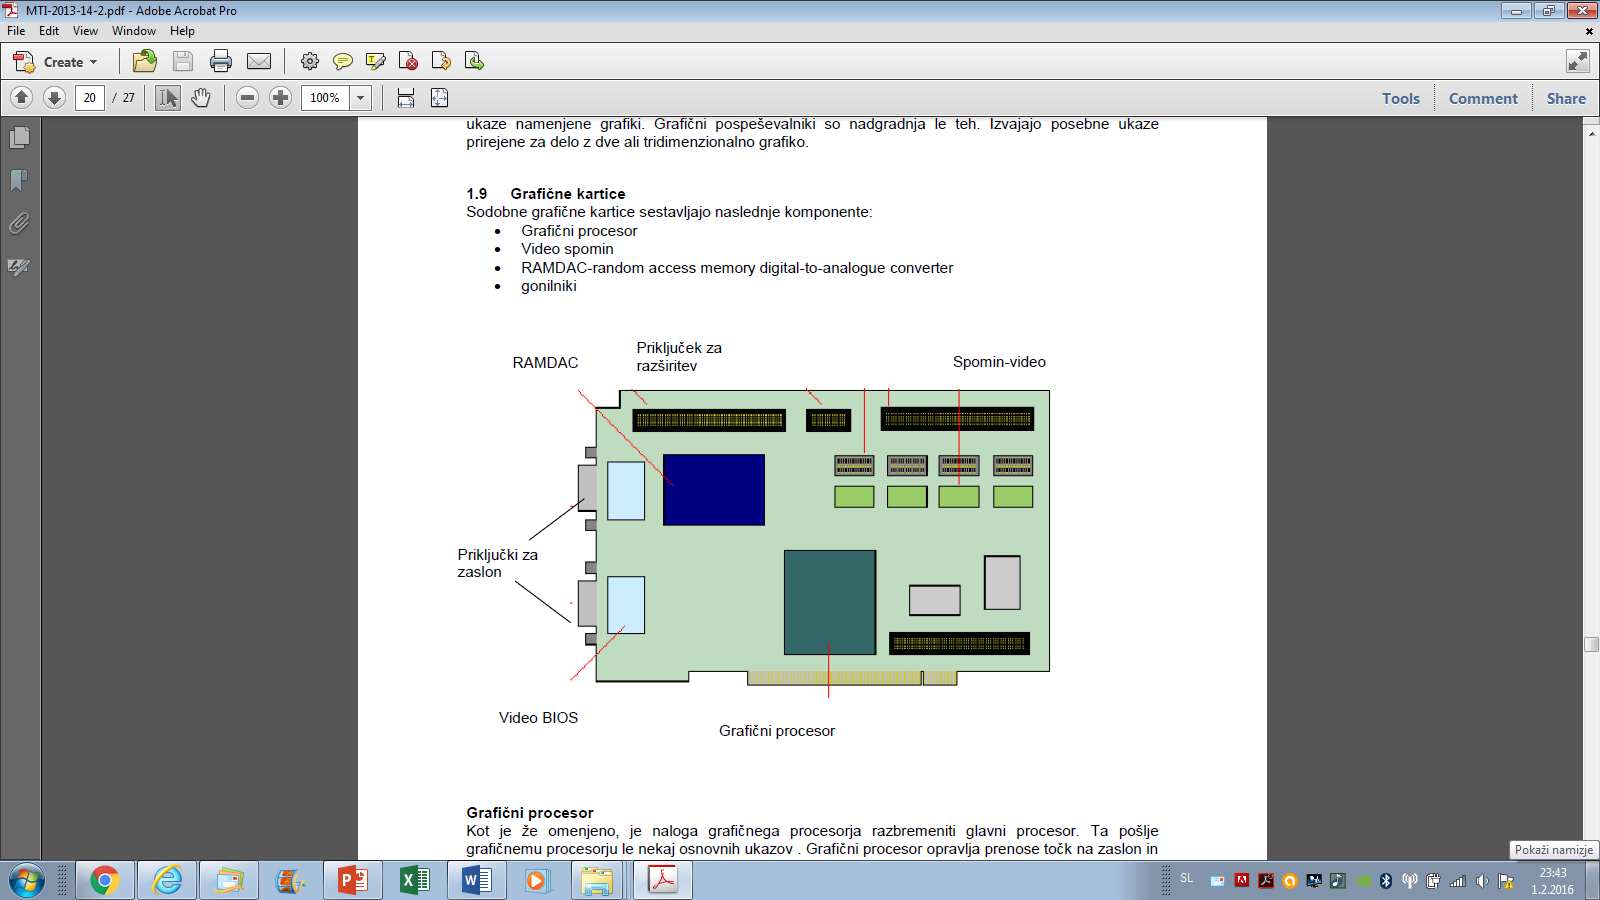 MTI-2013-14-2.pdf - Adobe Acrobat Pro
File Edit View Window Help
Create
20 / 27 100% Tools Comment Share
ukaze namenjene grafiki. Grafični pospeševalniki so nadgradnja le teh. Izvajajo posebne ukaze
prirejene za delo z dve ali tridimenzionalno grafiko.
1.9 Grafične kartice
Sodobne grafične kartice sestavljajo naslednje komponente:
• Grafični procesor
• Video spomin
• RAMDAC-random access memory digital-to-analogue converter
• gonilniki
RAMDAC
Priključek za
razširitev
Spomin-video
Priključki za
zaslon
Video BIOS
Grafični procesor
Grafični procesor
Kot je že omenjeno, je naloga grafičnega procesorja razbremeniti glavni procesor. Ta pošlje
grafičnemu procesorju le nekaj osnovnih ukazov . Grafični procesor opravlja prenose točk na zaslon in
Pokaži namizje
SL
23:43
1.2.2016